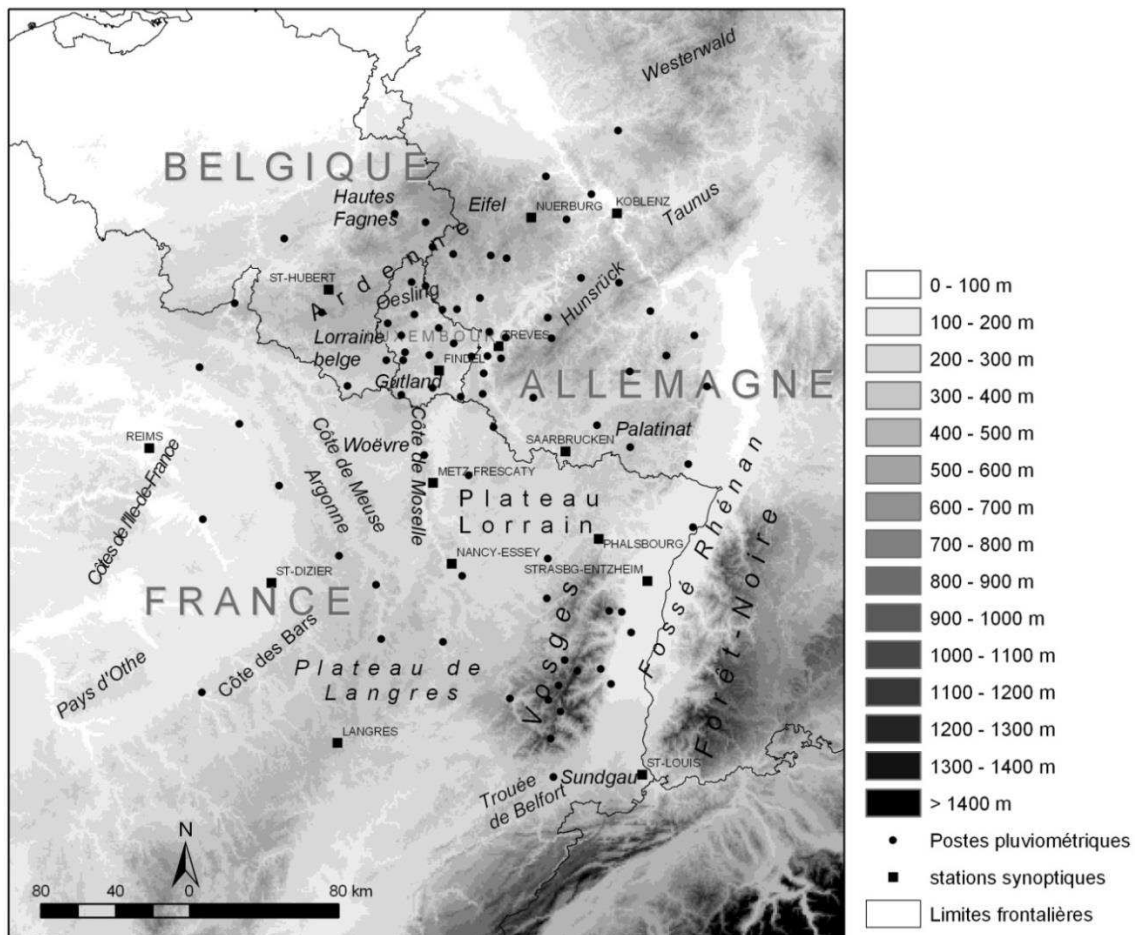 Westerwald
BELGIQUE
Hautes
Fagnes
Eifel
NUERBURG
KOBLENZ
Taunus
Ardenne
ST-HUBERT
Oesling
Hunsrück
Lorraine
belge
LUXEMBOURG
TREVES
FINDEL
Gutland
ALLEMAGNE
REIMS
Côtes de l'Ile-de-France
Côte de Meuse
Argonne
Woëvre
Côte de Moselle
METZ-FRESCATY
SAARBRUCKEN
Palatinat
Plateau
Lorrain
PHALSBOURG
NANCY-ESSEY
STRASBG-ENTZHEIM
Fossé Rhénan
Forêt-Noire
ST-DIZIER
FRANCE
Vosges
Côte des Bars
Pays d'Othe
Plateau de
Langres
LANGRES
ST-LOUIS
Sundgau
Trouée
de Belfort
N
80 40 0 80 km
0 - 100 m
100 - 200 m
200 - 300 m
300 - 400 m
400 - 500 m
500 - 600 m
600 - 700 m
700 - 800 m
800 - 900 m
900 - 1000 m
1000 - 1100 m
1100 - 1200 m
1200 - 1300 m
1300 - 1400 m
> 1400 m
Postes pluviométriques
stations synoptiques
Limites frontalières